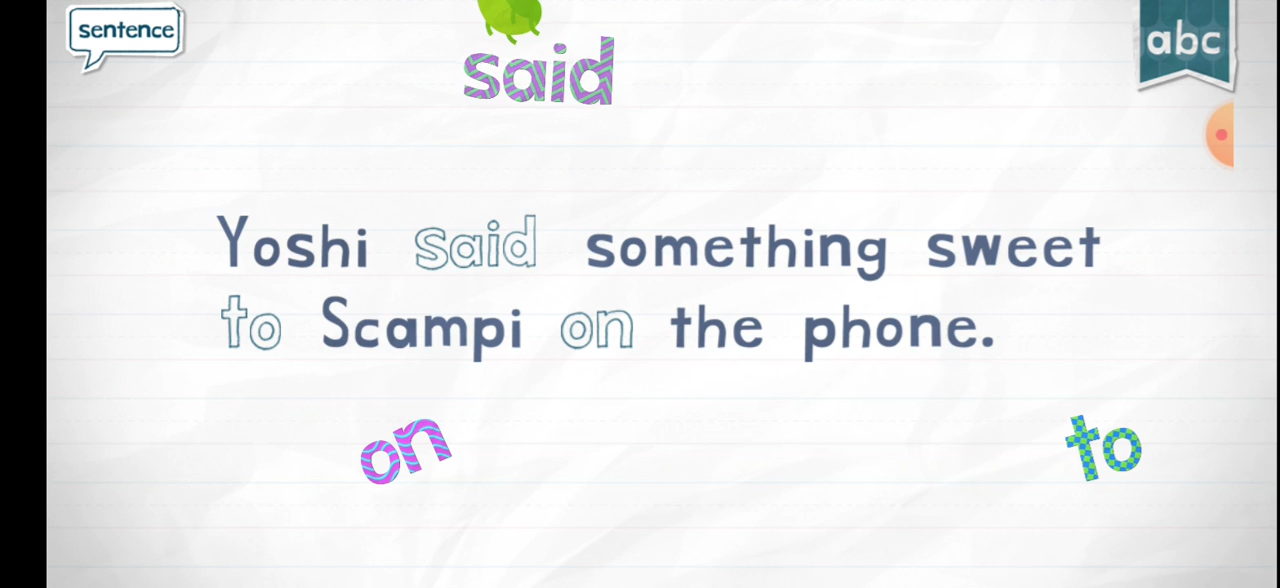 sentence
abc
said
Yoshi said something sweet
to Scampi on the phone.
on
to